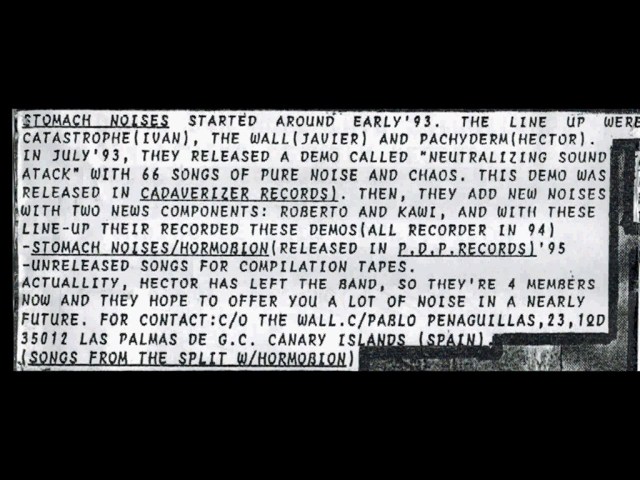 STOMACH NOISES STARTED AROUND EARLY'93. THE LINE UP WERE
CATASTROPHE(IVAN), THE WALL(JAVIER) AND PACHYDERM(HECTOR).
IN JULY'93, THEY RELEASED A DEMO CALLED "NEUTRALIZING SOUND
ATACK" WITH 66 SONGS OF PURE NOISE AND CHAOS. THIS DEMO WAS
RELEASED IN CADAVERIZER RECORDS). THEN, THEY ADD NEW NOISES
WITH TWO NEWS COMPONENTS: ROBERTO AND KAWI, AND WITH THESE
LINE-UP THEIR RECORDED THESE DEMOS(ALL RECORDER IN 94)
-STOMACH NOISES/HORMOBION(RELEASED IN P.D.P.RECORDS)'95
-UNRELEASED SONGS FOR COMPILATION TAPES.
ACTUALLITY, HECTOR HAS LEFT THE BAND, SO THEY'RE 4 MEMBERS
NOW AND THEY HOPE TO OFFER YOU A LOT OF NOISE IN A NEARLY
FUTURE. FOR CONTACT:C/O THE WALL.C/PABLO PENAGUILLAS,23,1ºD
35012 LAS PALMAS DE G.C. CANARY ISLANDS (SPAIN).
(SONGS FROM THE SPLIT W/HORMOBION)